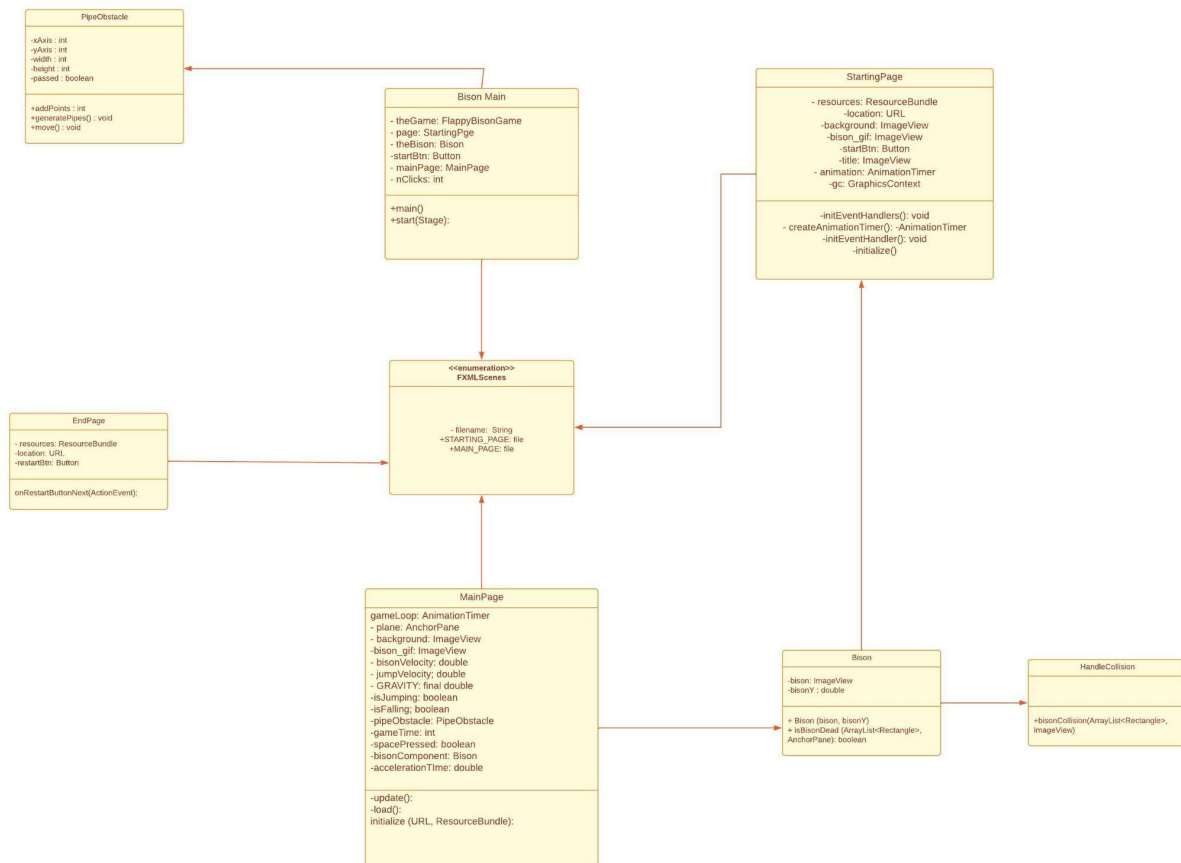 PipeObstacle
-xAxis : int
-yAxis : int
-width : int
-height : int
-passed : boolean
+addPoints : int
+generatePipes() : void
+move() : void
Bison Main
- theGame: FlappyBisonGame
- page: StartingPge
- theBison: Bison
-startBtn: Button
- mainPage: MainPage
- nClicks: int
+main()
+start(Stage):
StartingPage
- resources: ResourceBundle
-location: URL
-background: ImageView
-bison_gif: ImageView
-startBtn: Button
-title: ImageView
- animation: AnimationTimer
-gc: GraphicsContext
-initEventHandlers(): void
- createAnimationTimer(): -AnimationTimer
-initEventHandler(): void
-initialize()
<<enumeration>>
FXMLScenes
- filename: String
+STARTING_PAGE: file
+MAIN_PAGE: file
EndPage
- resources: ResourceBundle
-location: URL
-restartBtn: Button
onRestartButtonNext(ActionEvent):
MainPage
gameLoop: AnimationTimer
- plane: AnchorPane
- background: ImageView
-bison_gif: ImageView
- bisonVelocity: double
- jumpVelocity; double
- GRAVITY: final double
-isJumping: boolean
-isFalling; boolean
-pipeObstacle: PipeObstacle
-gameTime: int
-spacePressed: boolean
-bisonComponent: Bison
-accelerationTIme: double
-update():
-load():
initialize (URL, ResourceBundle):
Bison
-bison: ImageView
-bisonY : double
+ Bison (bison, bisonY)
+ isBisonDead (ArrayList<Rectangle>,
AnchorPane): boolean
HandleCollision
+bisonCollision(ArrayList<Rectangle>,
ImageView)